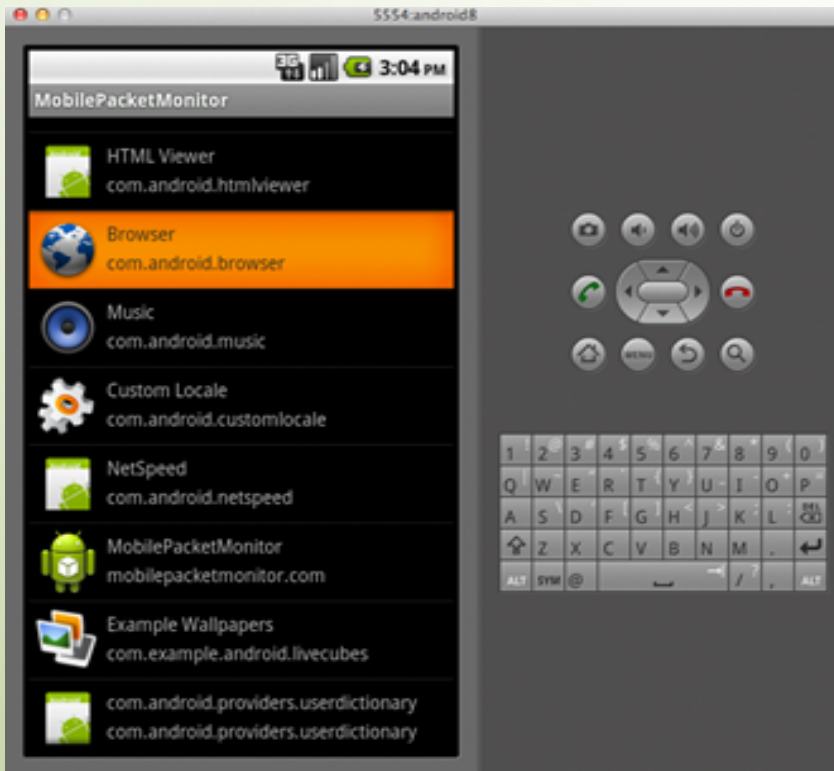 5554:android8
3G
3:04 PM
MobilePacketMonitor
HTML Viewer
com.android.htmlviewer
Browser
com.android.browser
Music
com.android.music
Custom Locale
com.android.customlocale
NetSpeed
com.android.netspeed
MobilePacketMonitor
mobilepacketmonitor.com
Example Wallpapers
com.example.android.livecubes
com.android.providers.userdictionary
com.android.providers.userdictionary
MENU
1 ! 2 @ 3 # 4 $ 5 % 6 ^ 7 & 8 * 9 ( 0 )
Q | W ~ E " R ` T { Y } U - I - O + P =
A S \ D ' F [ G ] H < J > K ; L : DEL
Z X C V B N M .
ALT SYM @ / ? , ALT